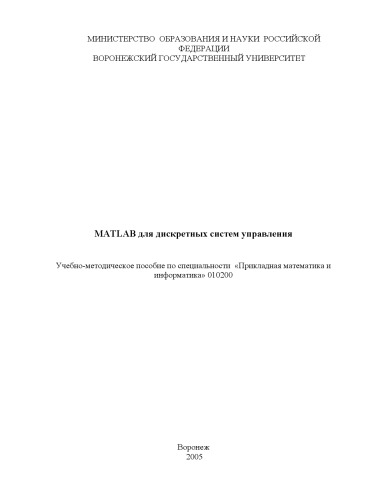 МИНИСТЕРСТВО ОБРАЗОВАНИЯ И НАУКИ РОССИЙСКОЙ
ФЕДЕРАЦИИ
ВОРОНЕЖСКИЙ ГОСУДАРСТВЕННЫЙ УНИВЕРСИТЕТ
MATLAB для дискретных систем управления
Учебно-методическое пособие по специальности «Прикладная математика и
информатика» 010200
Воронеж
2005